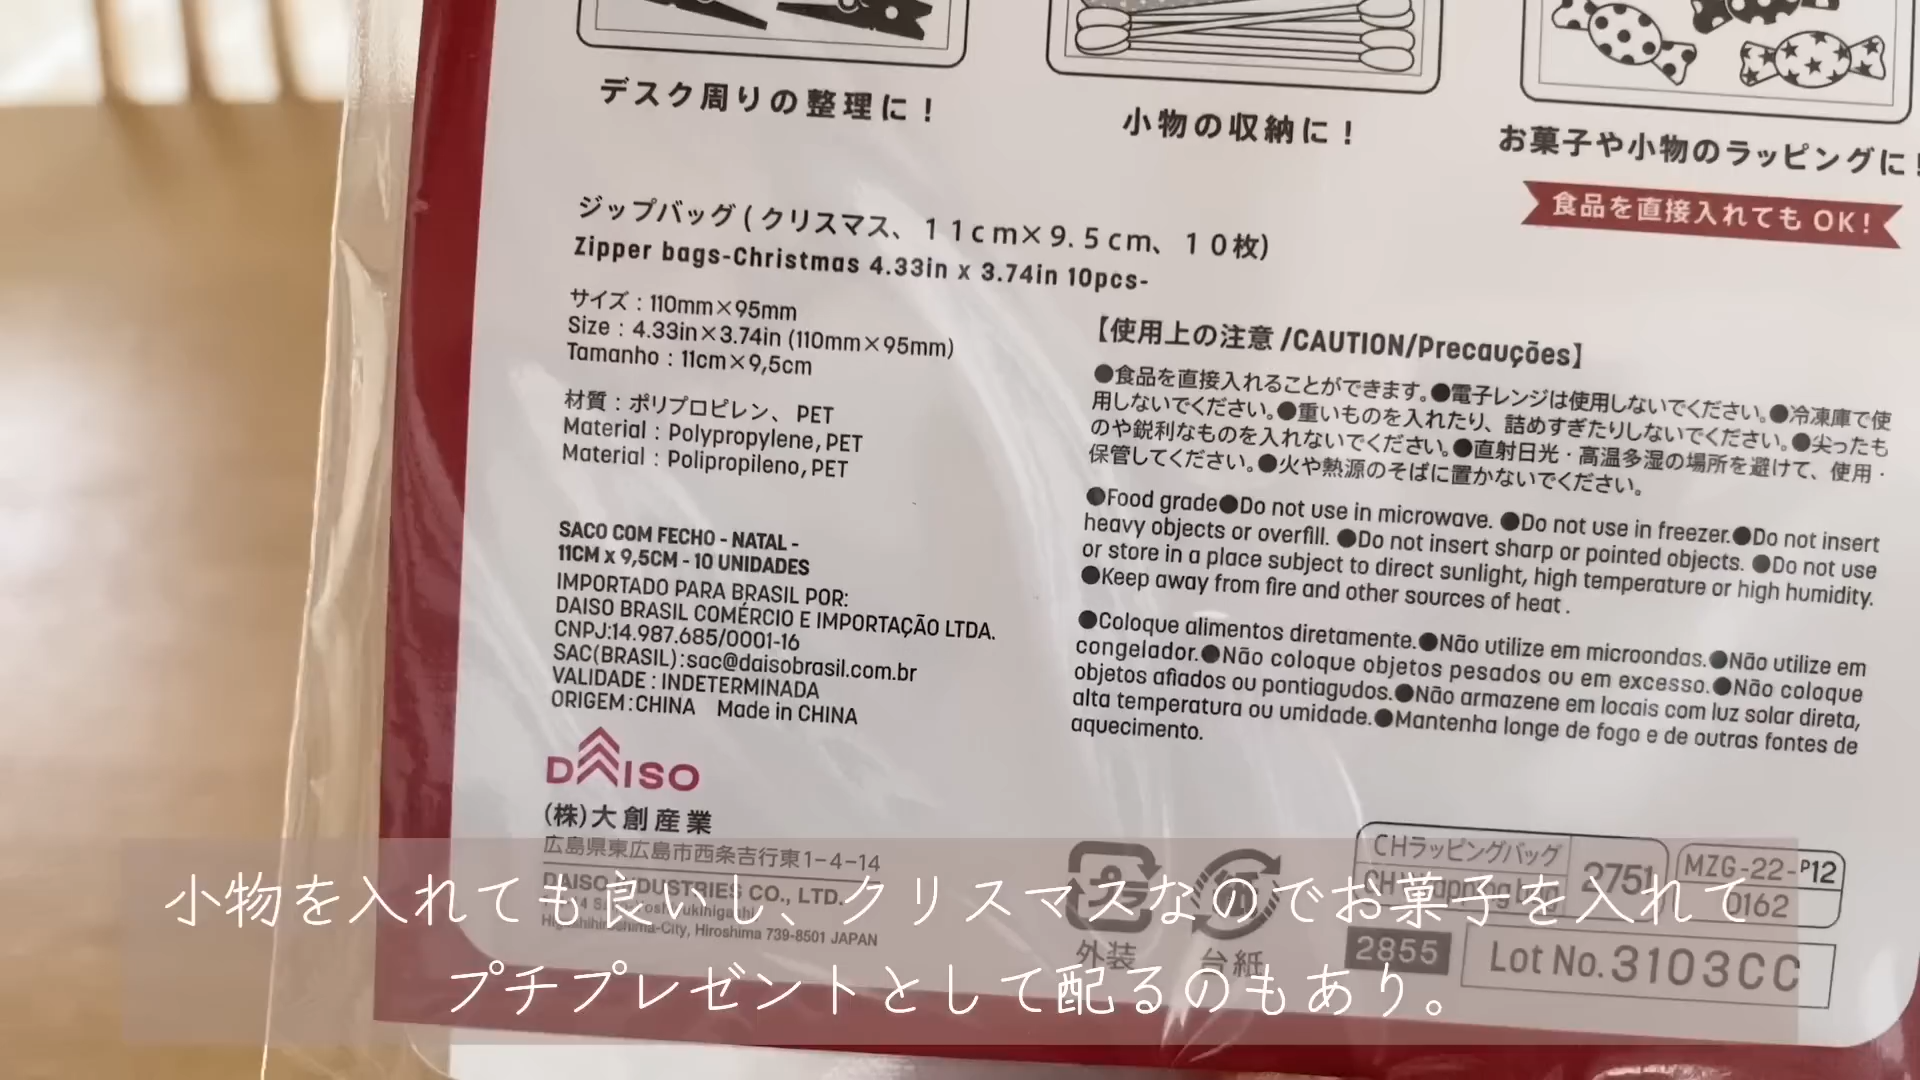 デスク周りの整理に！
小物の収納に！
お菓子や小物のラッピングに！
食品を直接入れてもOK！
ジップバッグ(クリスマス、１１ｃｍ×９.５ｃｍ、１０枚)
Zipper bags-Christmas 4.33in x 3.74in 10pcs-
サイズ：110mm×95mm
Size : 4.33in×3.74in (110mm×95mm)
Tamanho : 11cm×9,5cm
材質：ポリプロピレン、PET
Material : Polypropylene, PET
Material : Polipropileno, PET
SACO COM FECHO - NATAL -
11CM x 9,5CM - 10 UNIDADES
IMPORTADO PARA BRASIL POR:
DAISO BRASIL COMÉRCIO E IMPORTAÇÃO LTDA.
CNPJ:14.987.685/0001-16
SAC(BRASIL):sac@daisobrasil.com.br
VALIDADE : INDETERMINADA
ORIGEM:CHINA Made in CHINA
【使用上の注意 /CAUTION/Precauções】
●食品を直接入れることができます。●電子レンジは使用しないでください。●冷凍庫で使
用しないでください。●重いものを入れたり、詰めすぎたりしないでください。●尖ったも
のや鋭利なものを入れないでください。●直射日光・高温多湿の場所を避けて、使用・
保管してください。●火や熱源のそばに置かないでください。
●Food grade●Do not use in microwave. ●Do not use in freezer.●Do not insert
heavy objects or overfill. ●Do not insert sharp or pointed objects. ●Do not use
or store in a place subject to direct sunlight, high temperature or high humidity.
●Keep away from fire and other sources of heat .
●Coloque alimentos diretamente.●Não utilize em microondas.●Não utilize em
congelador.●Não coloque objetos pesados ou em excesso.●Não coloque
objetos afiados ou pontiagudos.●Não armazene em locais com luz solar direta,
alta temperatura ou umidade.●Mantenha longe de fogo e de outras fontes de
aquecimento.
DAISO
(株)大創産業
広島県東広島市西条吉行東1-4-14
DAISO INDUSTRIES CO., LTD.
Hiroshima 739-8501 JAPAN
外装
台紙
CHラッピングバッグ
2751
MZG-22-P12
0162
2855
Lot No.3103CC
小物を入れても良いし、クリスマスなのでお菓子を入れて
プチプレゼントとして配るのもあり。